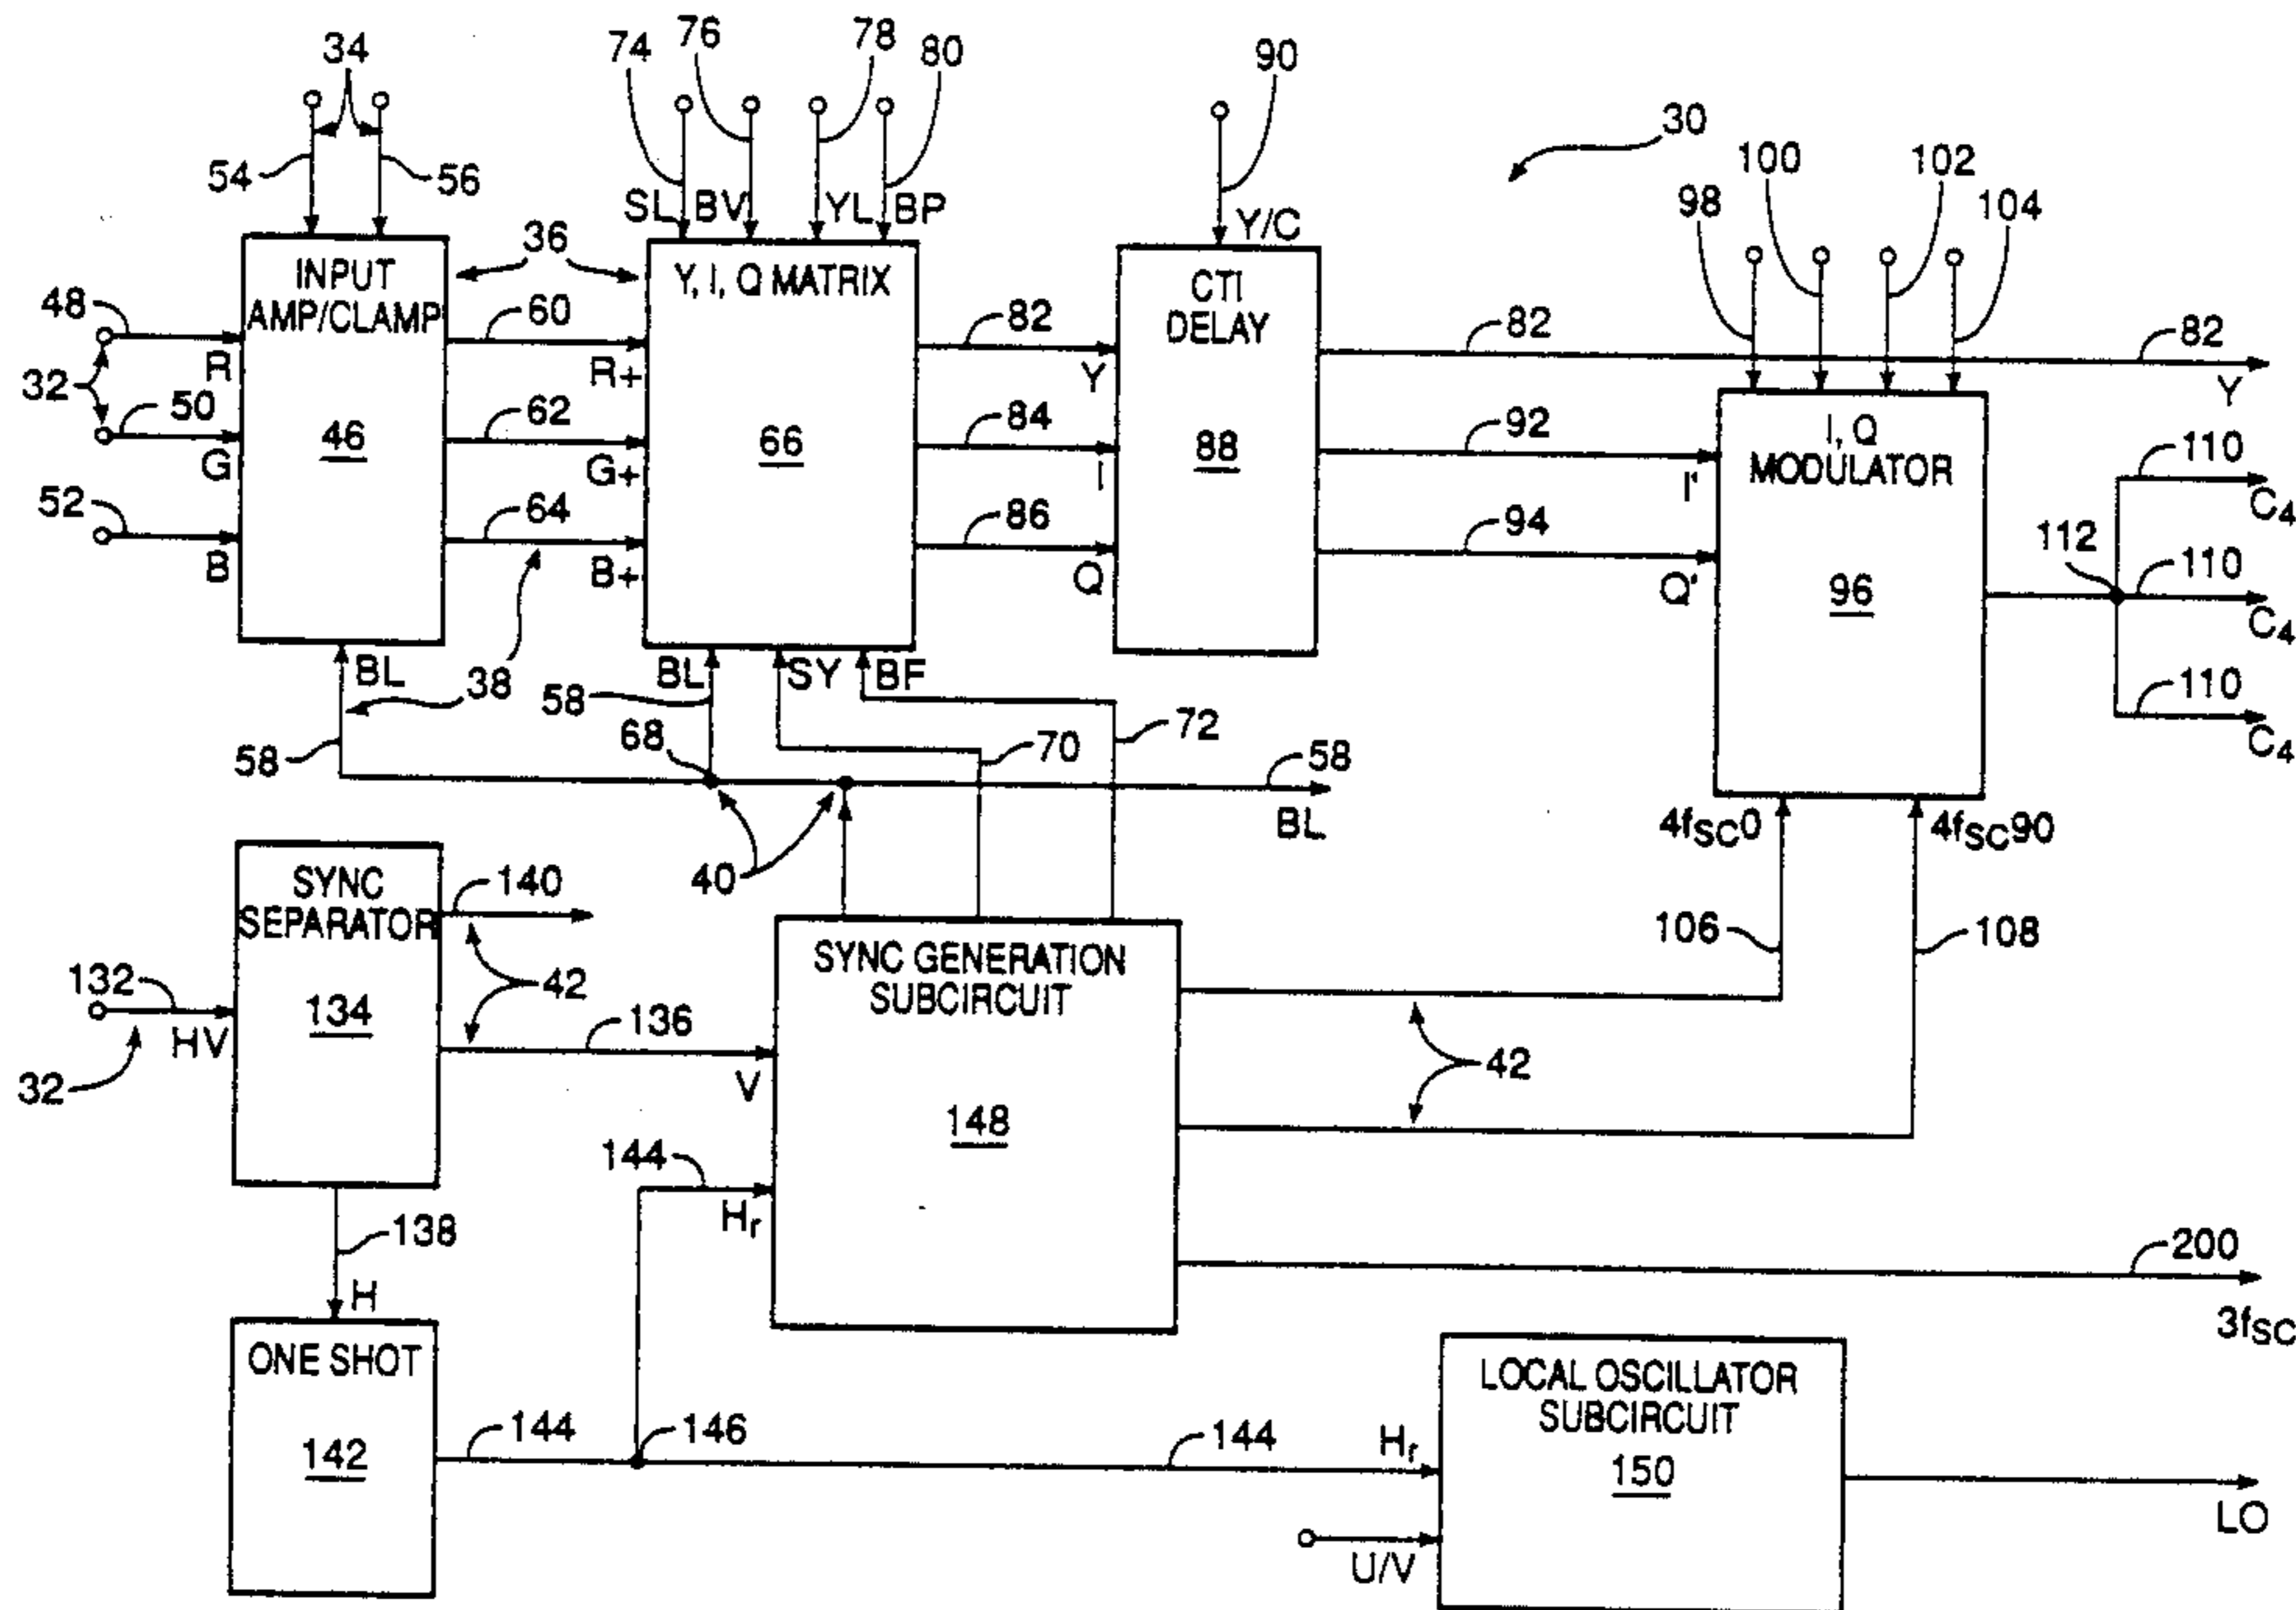 34
74
76
78
80
90
30
54
56
SL
BV
YL
BP
Y/C
98
100
102
104
48
32
50
52
R
G
B
INPUT
AMP/CLAMP
46
36
60
62
64
R+
G+
B+
38
Y, I, Q MATRIX
66
82
84
86
Y
I
Q
CTI
DELAY
88
82
92
94
I'
Q'
I, Q
MODULATOR
96
82
Y
110
C4
112
110
C4
110
C4
BL
38
58
BL
SY
BF
58
68
70
72
58
BL
40
4fSC0
4fSC90
106
108
SYNC
SEPARATOR
134
140
42
132
HV
32
136
V
SYNC GENERATION
SUBCIRCUIT
148
42
144
Hr
138
H
200
3fSC
ONE SHOT
142
144
146
144
Hr
LOCAL OSCILLATOR
SUBCIRCUIT
150
U/V
LO